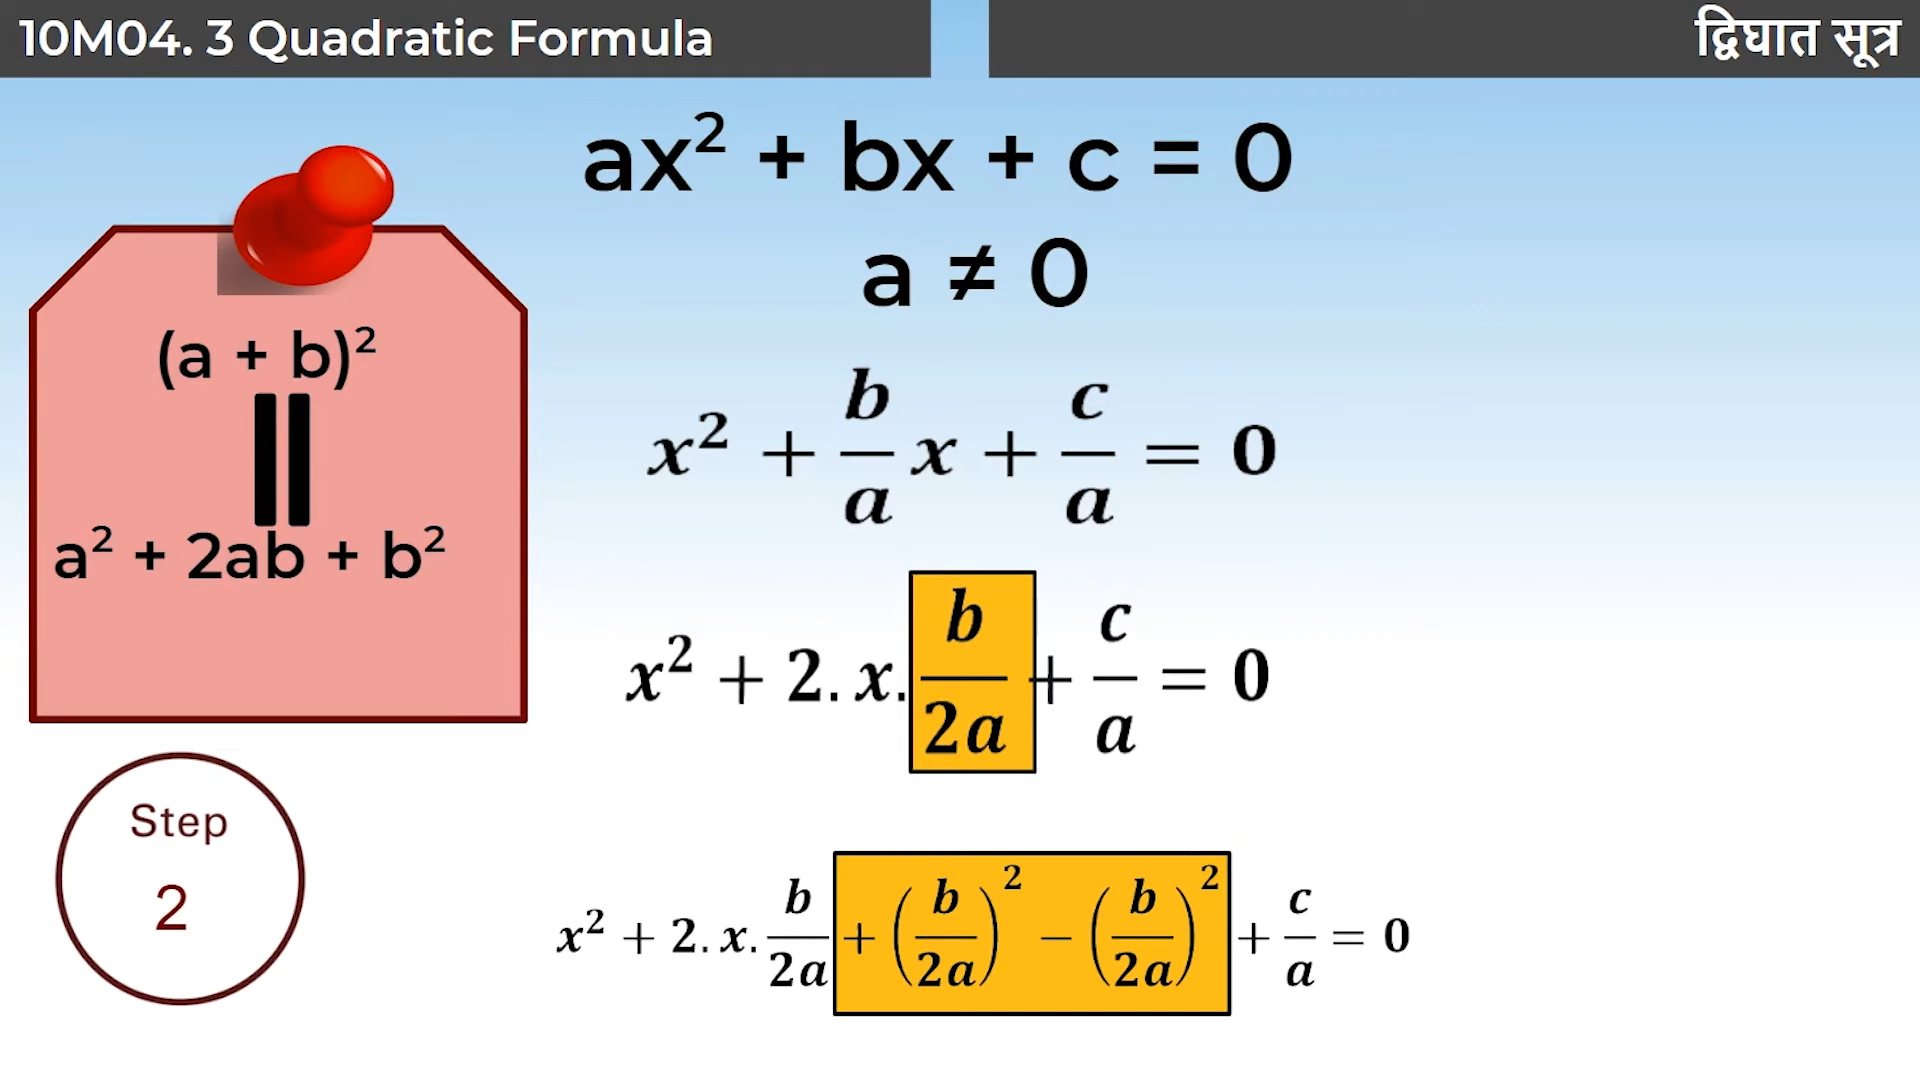 10M04. 3 Quadratic Formula
द्विघात सूत्र
ax² + bx + c = 0
a ≠ 0
(a + b)²
=
a² + 2ab + b²
x² + b/a x + c/a = 0
x² + 2. x. b/2a + c/a = 0
Step
2
x² + 2. x. b/2a + (b/2a)² − (b/2a)² + c/a = 0